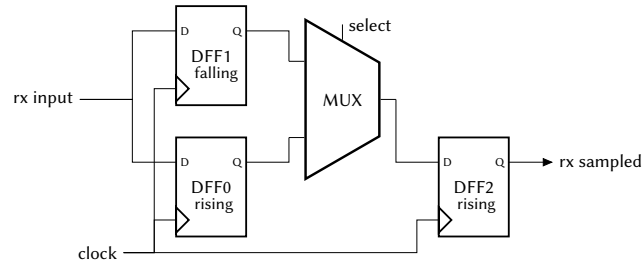 select
D
Q
DFF1
falling
rx input
MUX
D
Q
DFF0
rising
D
Q
DFF2
rising
rx sampled
clock